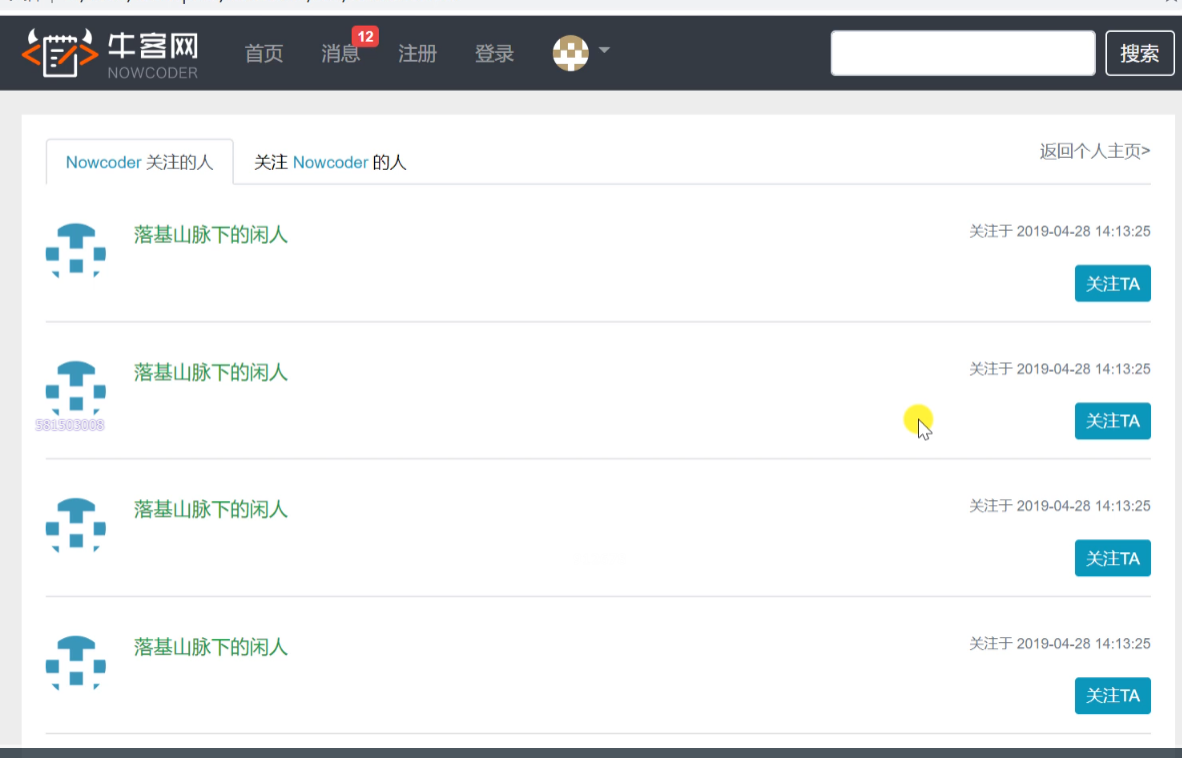 牛客网
NOWCODER
首页 消息 12 注册 登录 搜索
Nowcoder 关注的人 关注 Nowcoder 的人 返回个人主页>
落基山脉下的闲人 关注于 2019-04-28 14:13:25
关注TA
落基山脉下的闲人 关注于 2019-04-28 14:13:25
关注TA
581503008
落基山脉下的闲人 关注于 2019-04-28 14:13:25
关注TA
落基山脉下的闲人 关注于 2019-04-28 14:13:25
关注TA